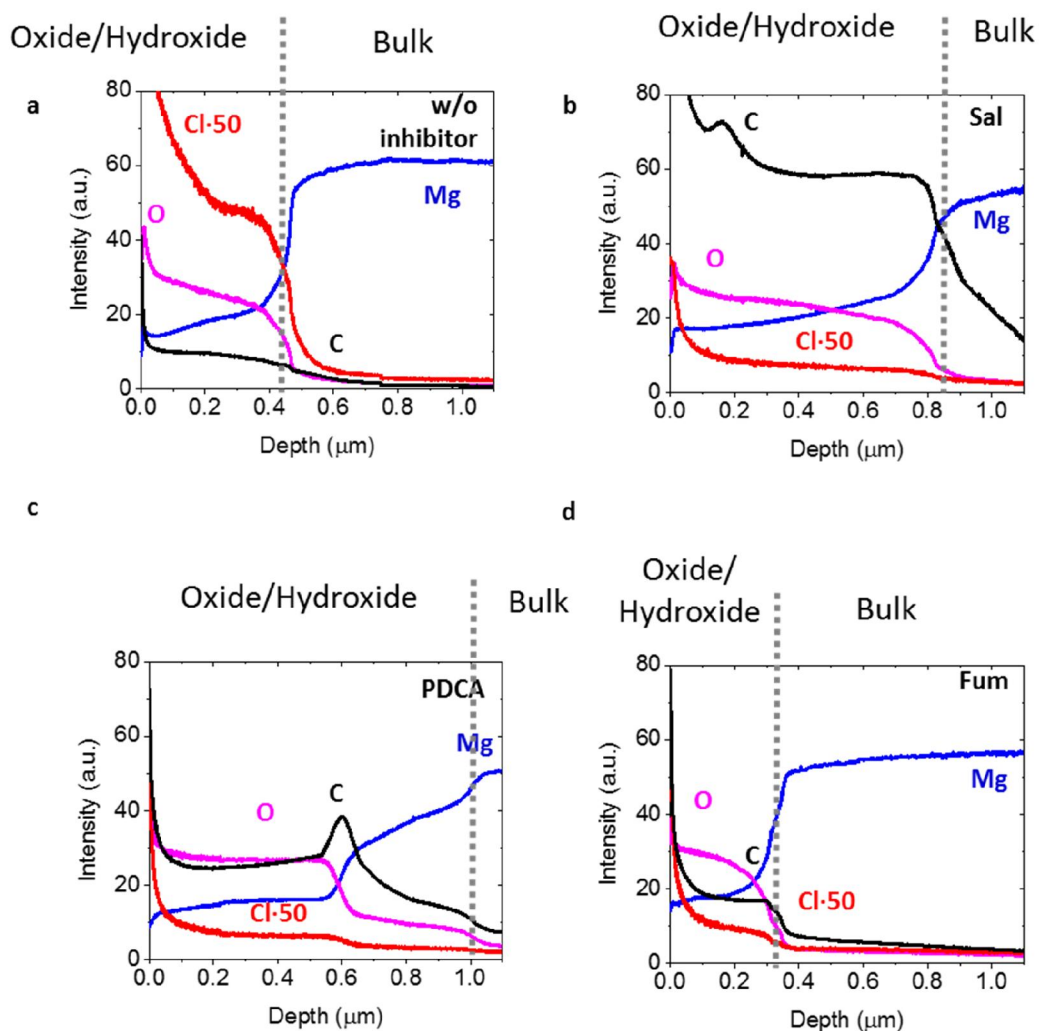 Oxide/Hydroxide Bulk
a
w/o
inhibitor
Cl·50
Mg
O
C
Intensity (a.u.)
80
60
40
20
0
0.0 0.2 0.4 0.6 0.8 1.0
Depth (μm)
Oxide/Hydroxide Bulk
b
Sal
C
O
Mg
Cl·50
Intensity (a.u.)
80
60
40
20
0
0.0 0.2 0.4 0.6 0.8 1.0
Depth (μm)
c
Oxide/Hydroxide Bulk
PDCA
Mg
C
O
Cl·50
Intensity (a.u.)
80
60
40
20
0
0.0 0.2 0.4 0.6 0.8 1.0
Depth (μm)
d
Oxide/
Hydroxide Bulk
Fum
Mg
O
C
Cl·50
Intensity (a.u.)
80
60
40
20
0
0.0 0.2 0.4 0.6 0.8 1.0
Depth (μm)